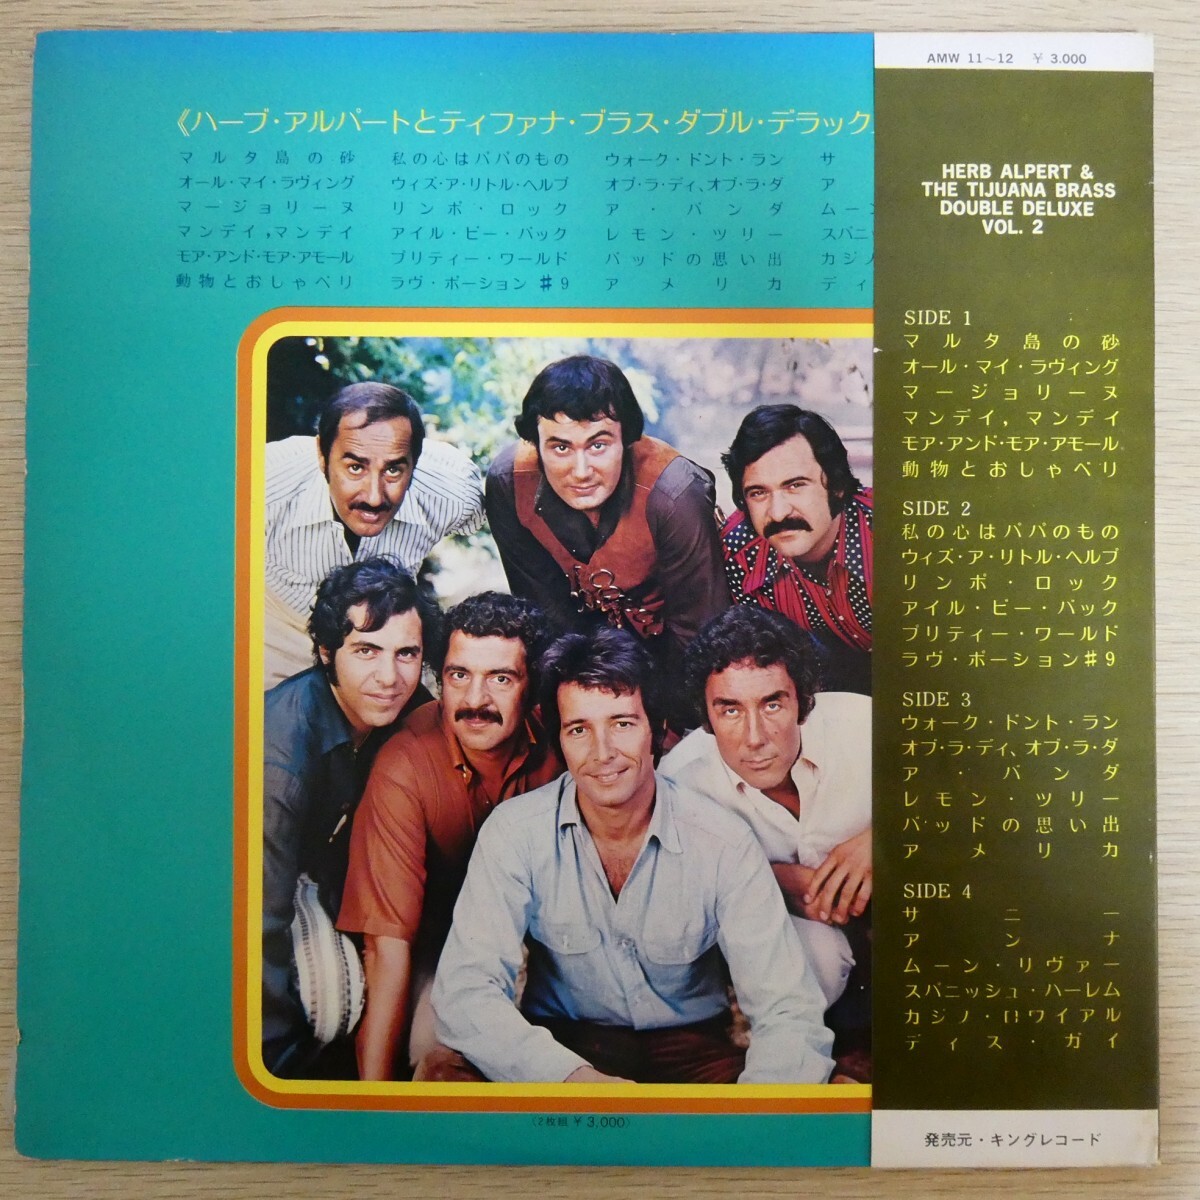 《ハーブ・アルパートとティファナ・ブラス・ダブル・デラック
マルタ島の砂 私の心はパパのもの ウォーク・ドント・ラン サ
オール・マイ・ラヴィング ウィズ・ア・リトル・ヘルプ オブ・ラ・ディ、オブ・ラ・ダ ア
マージョリーヌ リンボ・ロック ア・バンダ ムーン
マンデイ，マンデイ アイル・ビー・バック レモン・ツリー スパニッ
モア・アンド・モア・アモール プリティー・ワールド バッドの思い出 カジノ
動物とおしゃべり ラヴ・ポーション♯9 アメリカ ディ
(2枚組 ¥3,000)
AMW 11〜12 ¥ 3.000
HERB ALPERT &
THE TIJUANA BRASS
DOUBLE DELUXE
VOL. 2
SIDE 1
マルタ島の砂
オール・マイ・ラヴィング
マージョリーヌ
マンデイ，マンデイ
モア・アンド・モア・アモール
動物とおしゃべり
SIDE 2
私の心はパパのもの
ウィズ・ア・リトル・ヘルプ
リンボ・ロック
アイル・ビー・バック
プリティー・ワールド
ラヴ・ポーション♯9
SIDE 3
ウォーク・ドント・ラン
オブ・ラ・ディ、オブ・ラ・ダ
ア・バンダ
レモン・ツリー
バッドの思い出
アメリカ
SIDE 4
サニー
アンナ
ムーン・リヴァー
スパニッシュ・ハーレム
カジノ・ロワイアル
ディス・ガイ
発売元・キングレコード